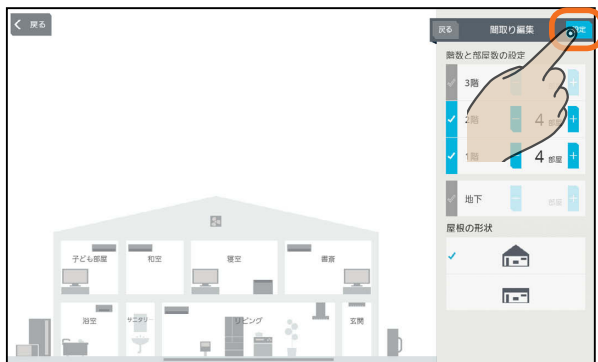 戻る
戻る 間取り編集 設定
階数と部屋数の設定
3階
2階 4 部屋
1階 4 部屋
地下 部屋
屋根の形状
子ども部屋 和室 寝室 書斎
浴室 サニタリー リビング 玄関